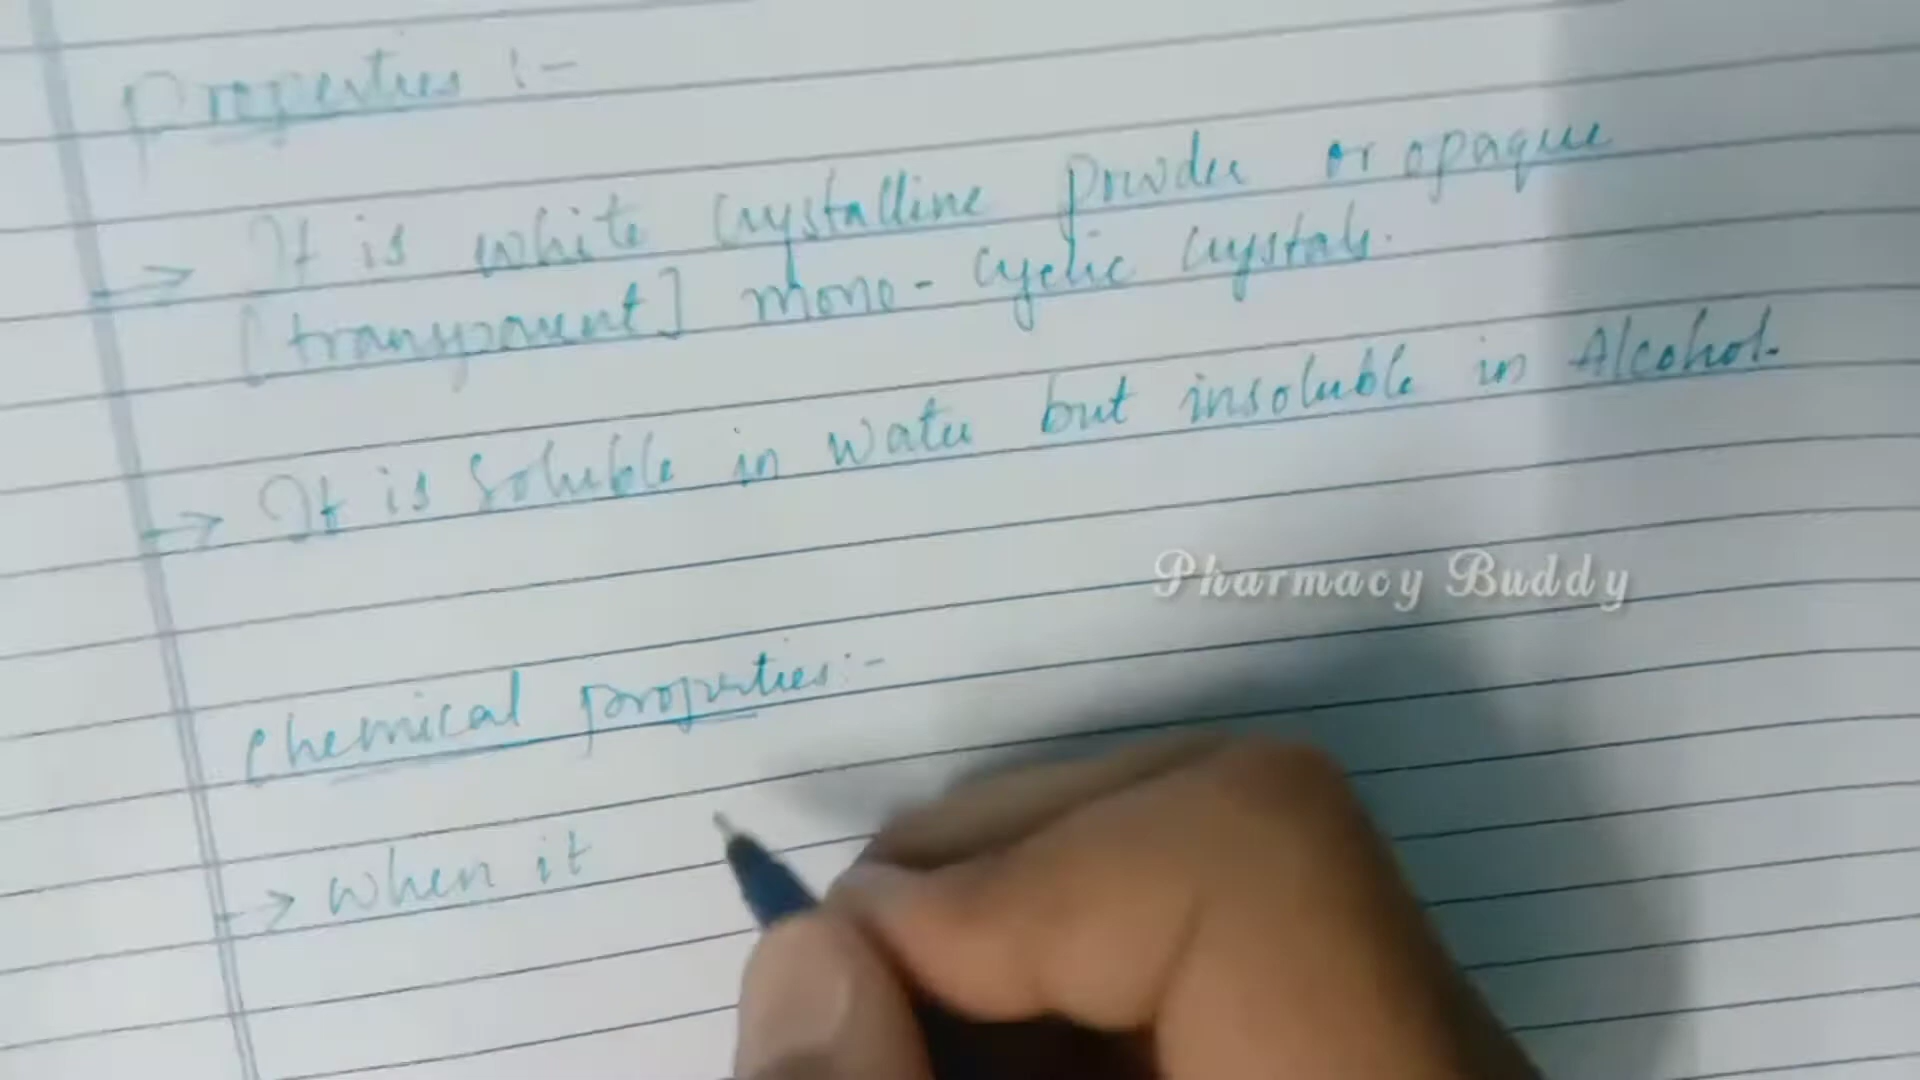 Properties :-
-> It is white crystalline powder or opaque
[transparent] mono-cyclic crystals.
-> It is Soluble in water but insoluble in Alcohol.
Pharmacy Buddy
Chemical properties:-
-> When it